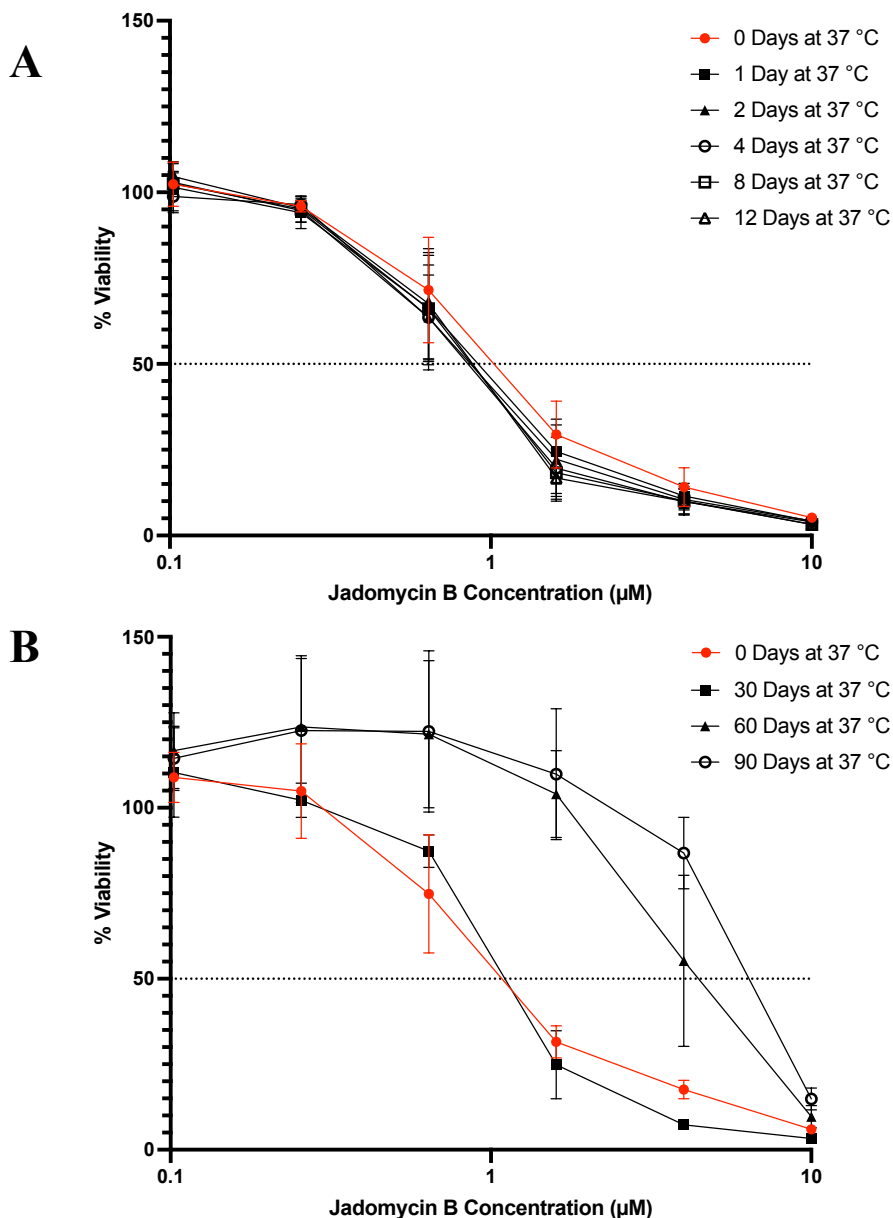 A
150
100
50
0
% Viability
0.1
1
10
Jadomycin B Concentration (µM)
0 Days at 37 °C
1 Day at 37 °C
2 Days at 37 °C
4 Days at 37 °C
8 Days at 37 °C
12 Days at 37 °C
B
150
100
50
0
% Viability
0.1
1
10
Jadomycin B Concentration (µM)
0 Days at 37 °C
30 Days at 37 °C
60 Days at 37 °C
90 Days at 37 °C